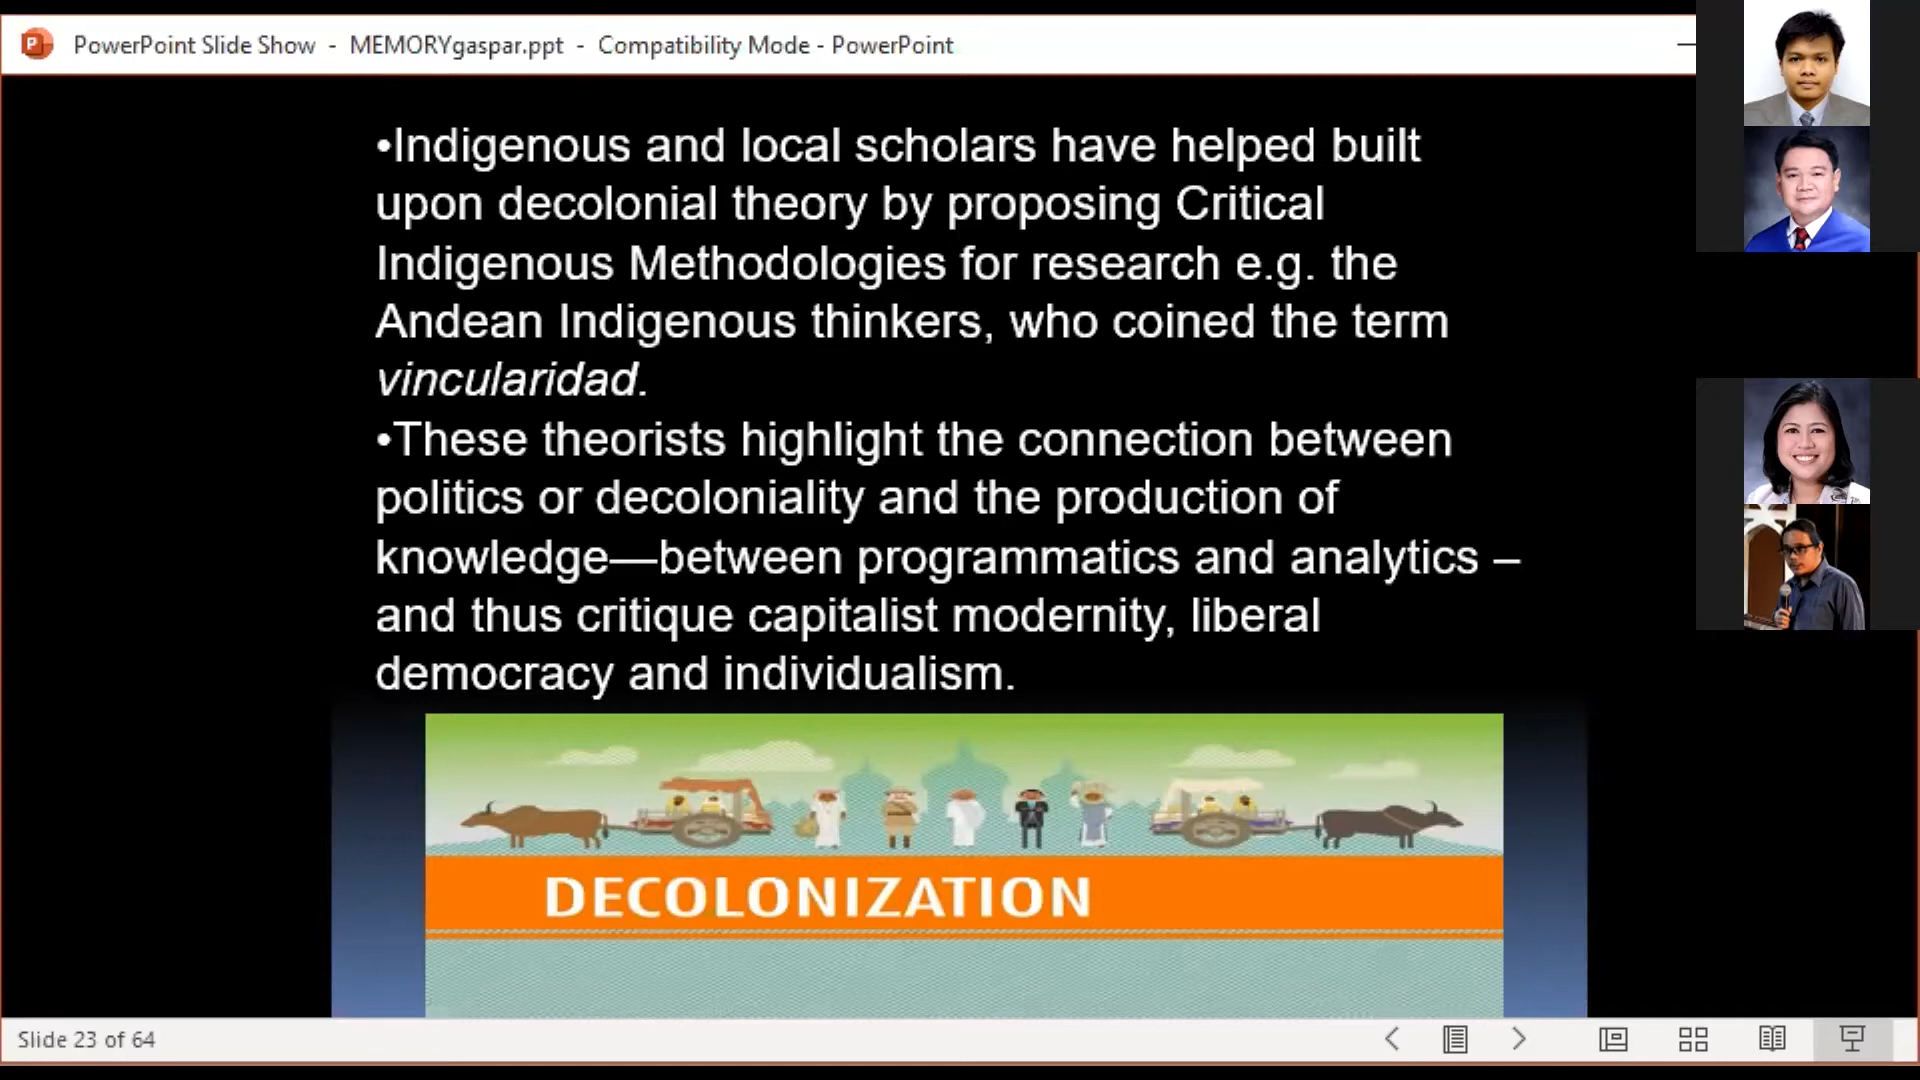 PowerPoint Slide Show - MEMORYgaspar.ppt - Compatibility Mode - PowerPoint
•Indigenous and local scholars have helped built
upon decolonial theory by proposing Critical
Indigenous Methodologies for research e.g. the
Andean Indigenous thinkers, who coined the term
vincularidad.
•These theorists highlight the connection between
politics or decoloniality and the production of
knowledge—between programmatics and analytics –
and thus critique capitalist modernity, liberal
democracy and individualism.
DECOLONIZATION
Slide 23 of 64